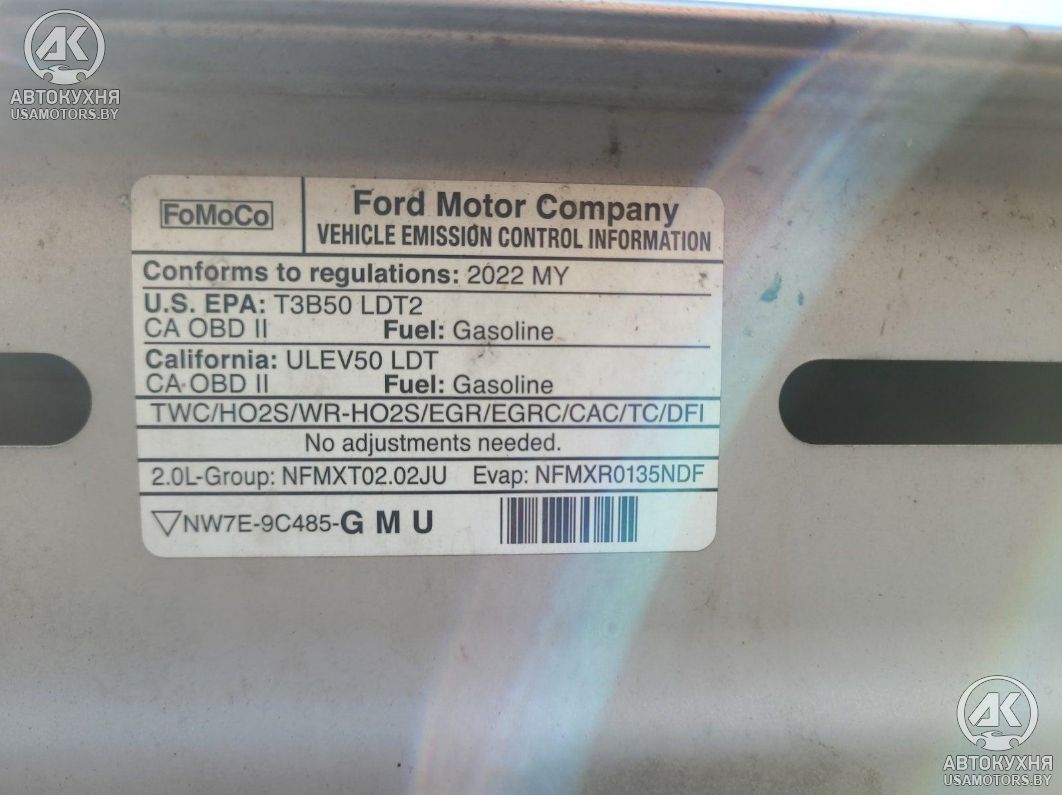 AK
АВТОКУХНЯ
USAMOTORS.BY
FoMoCo
Ford Motor Company
VEHICLE EMISSION CONTROL INFORMATION
Conforms to regulations: 2022 MY
U.S. EPA: T3B50 LDT2
CA OBD II Fuel: Gasoline
California: ULEV50 LDT
CA OBD II Fuel: Gasoline
TWC/HO2S/WR-HO2S/EGR/EGRC/CAC/TC/DFI
No adjustments needed.
2.0L-Group: NFMXT02.02JU Evap: NFMXR0135NDF
NW7E-9C485-G M U
AK
АВТОКУХНЯ
USAMOTORS.BY